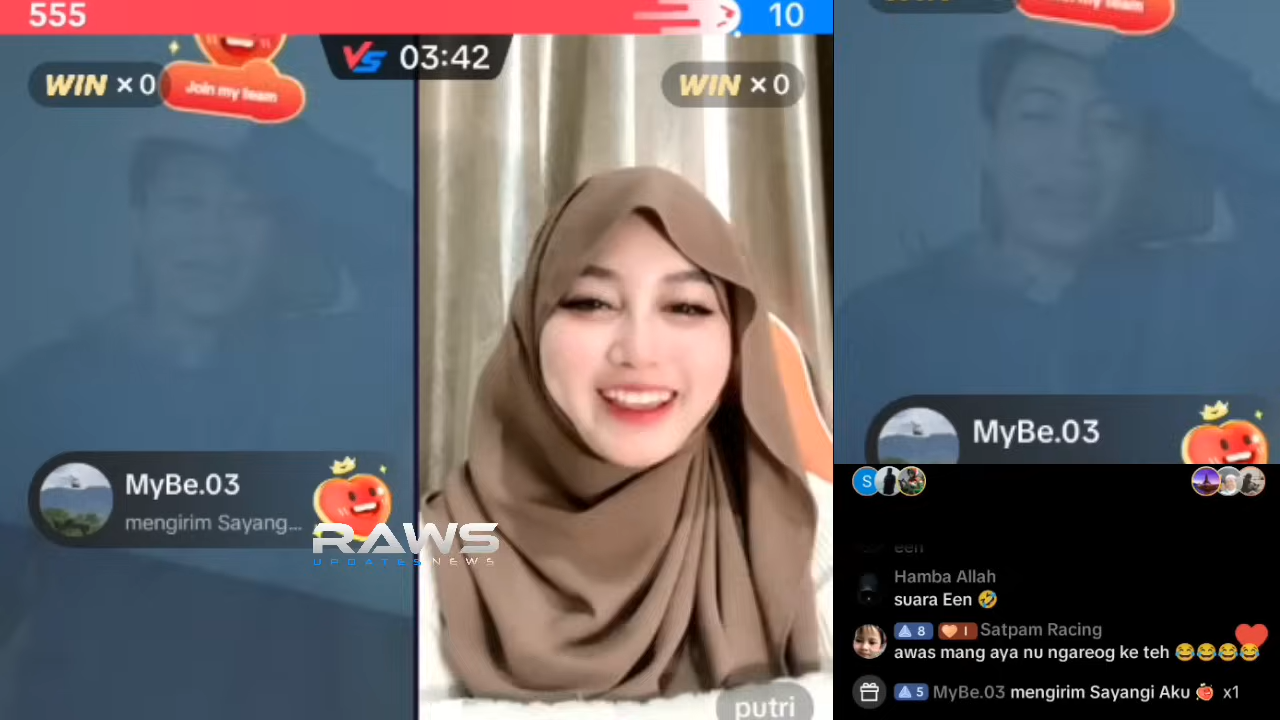 555
10
VS 03:42
WIN × 0
Join my team
WIN × 0
MyBe.03
mengirim Sayang...
RAWS
UPDATES NEWS
putri
MyBe.03
S
een
Hamba Allah
suara Een 🤣
8 I Satpam Racing
awas mang aya nu ngareog ke teh 😂😂😂😂
5 MyBe.03 mengirim Sayangi Aku x1